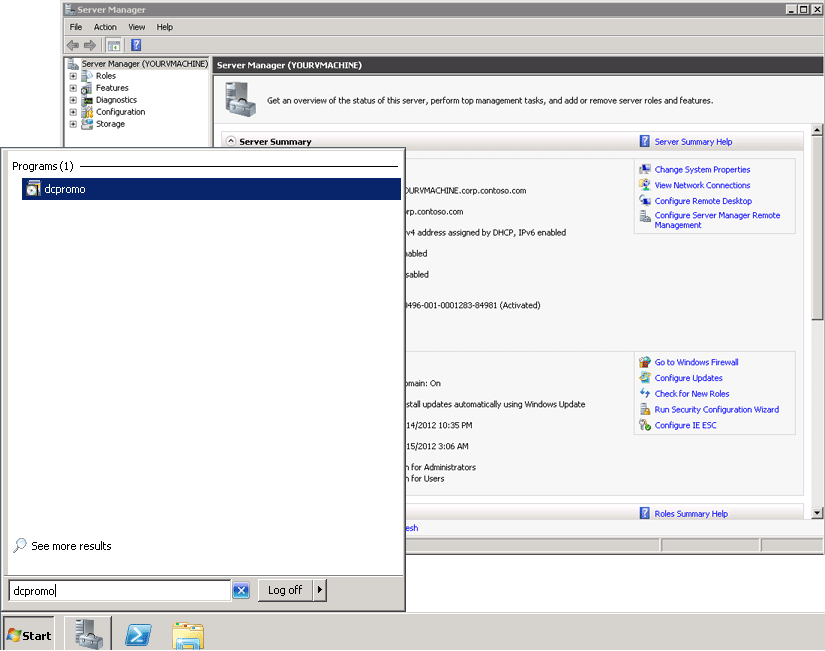 Server Manager
File Action View Help
Server Manager (YOURVMACHINE)
Roles
Features
Diagnostics
Configuration
Storage
Server Manager (YOURVMACHINE)
Get an overview of the status of this server, perform top management tasks, and add or remove server roles and features.
Server Summary
Server Summary Help
OURVMACHINE.corp.contoso.com
rp.contoso.com
v4 address assigned by DHCP, IPv6 enabled
abled
sabled
0496-001-0001283-84981 (Activated)
Change System Properties
View Network Connections
Configure Remote Desktop
Configure Server Manager Remote
Management
omain: On
stall updates automatically using Windows Update
14/2012 10:35 PM
15/2012 3:06 AM
n for Administrators
n for Users
Go to Windows Firewall
Configure Updates
Check for New Roles
Run Security Configuration Wizard
Configure IE ESC
Roles Summary Help
esh
Programs (1)
dcpromo
See more results
dcpromo
Log off
Start